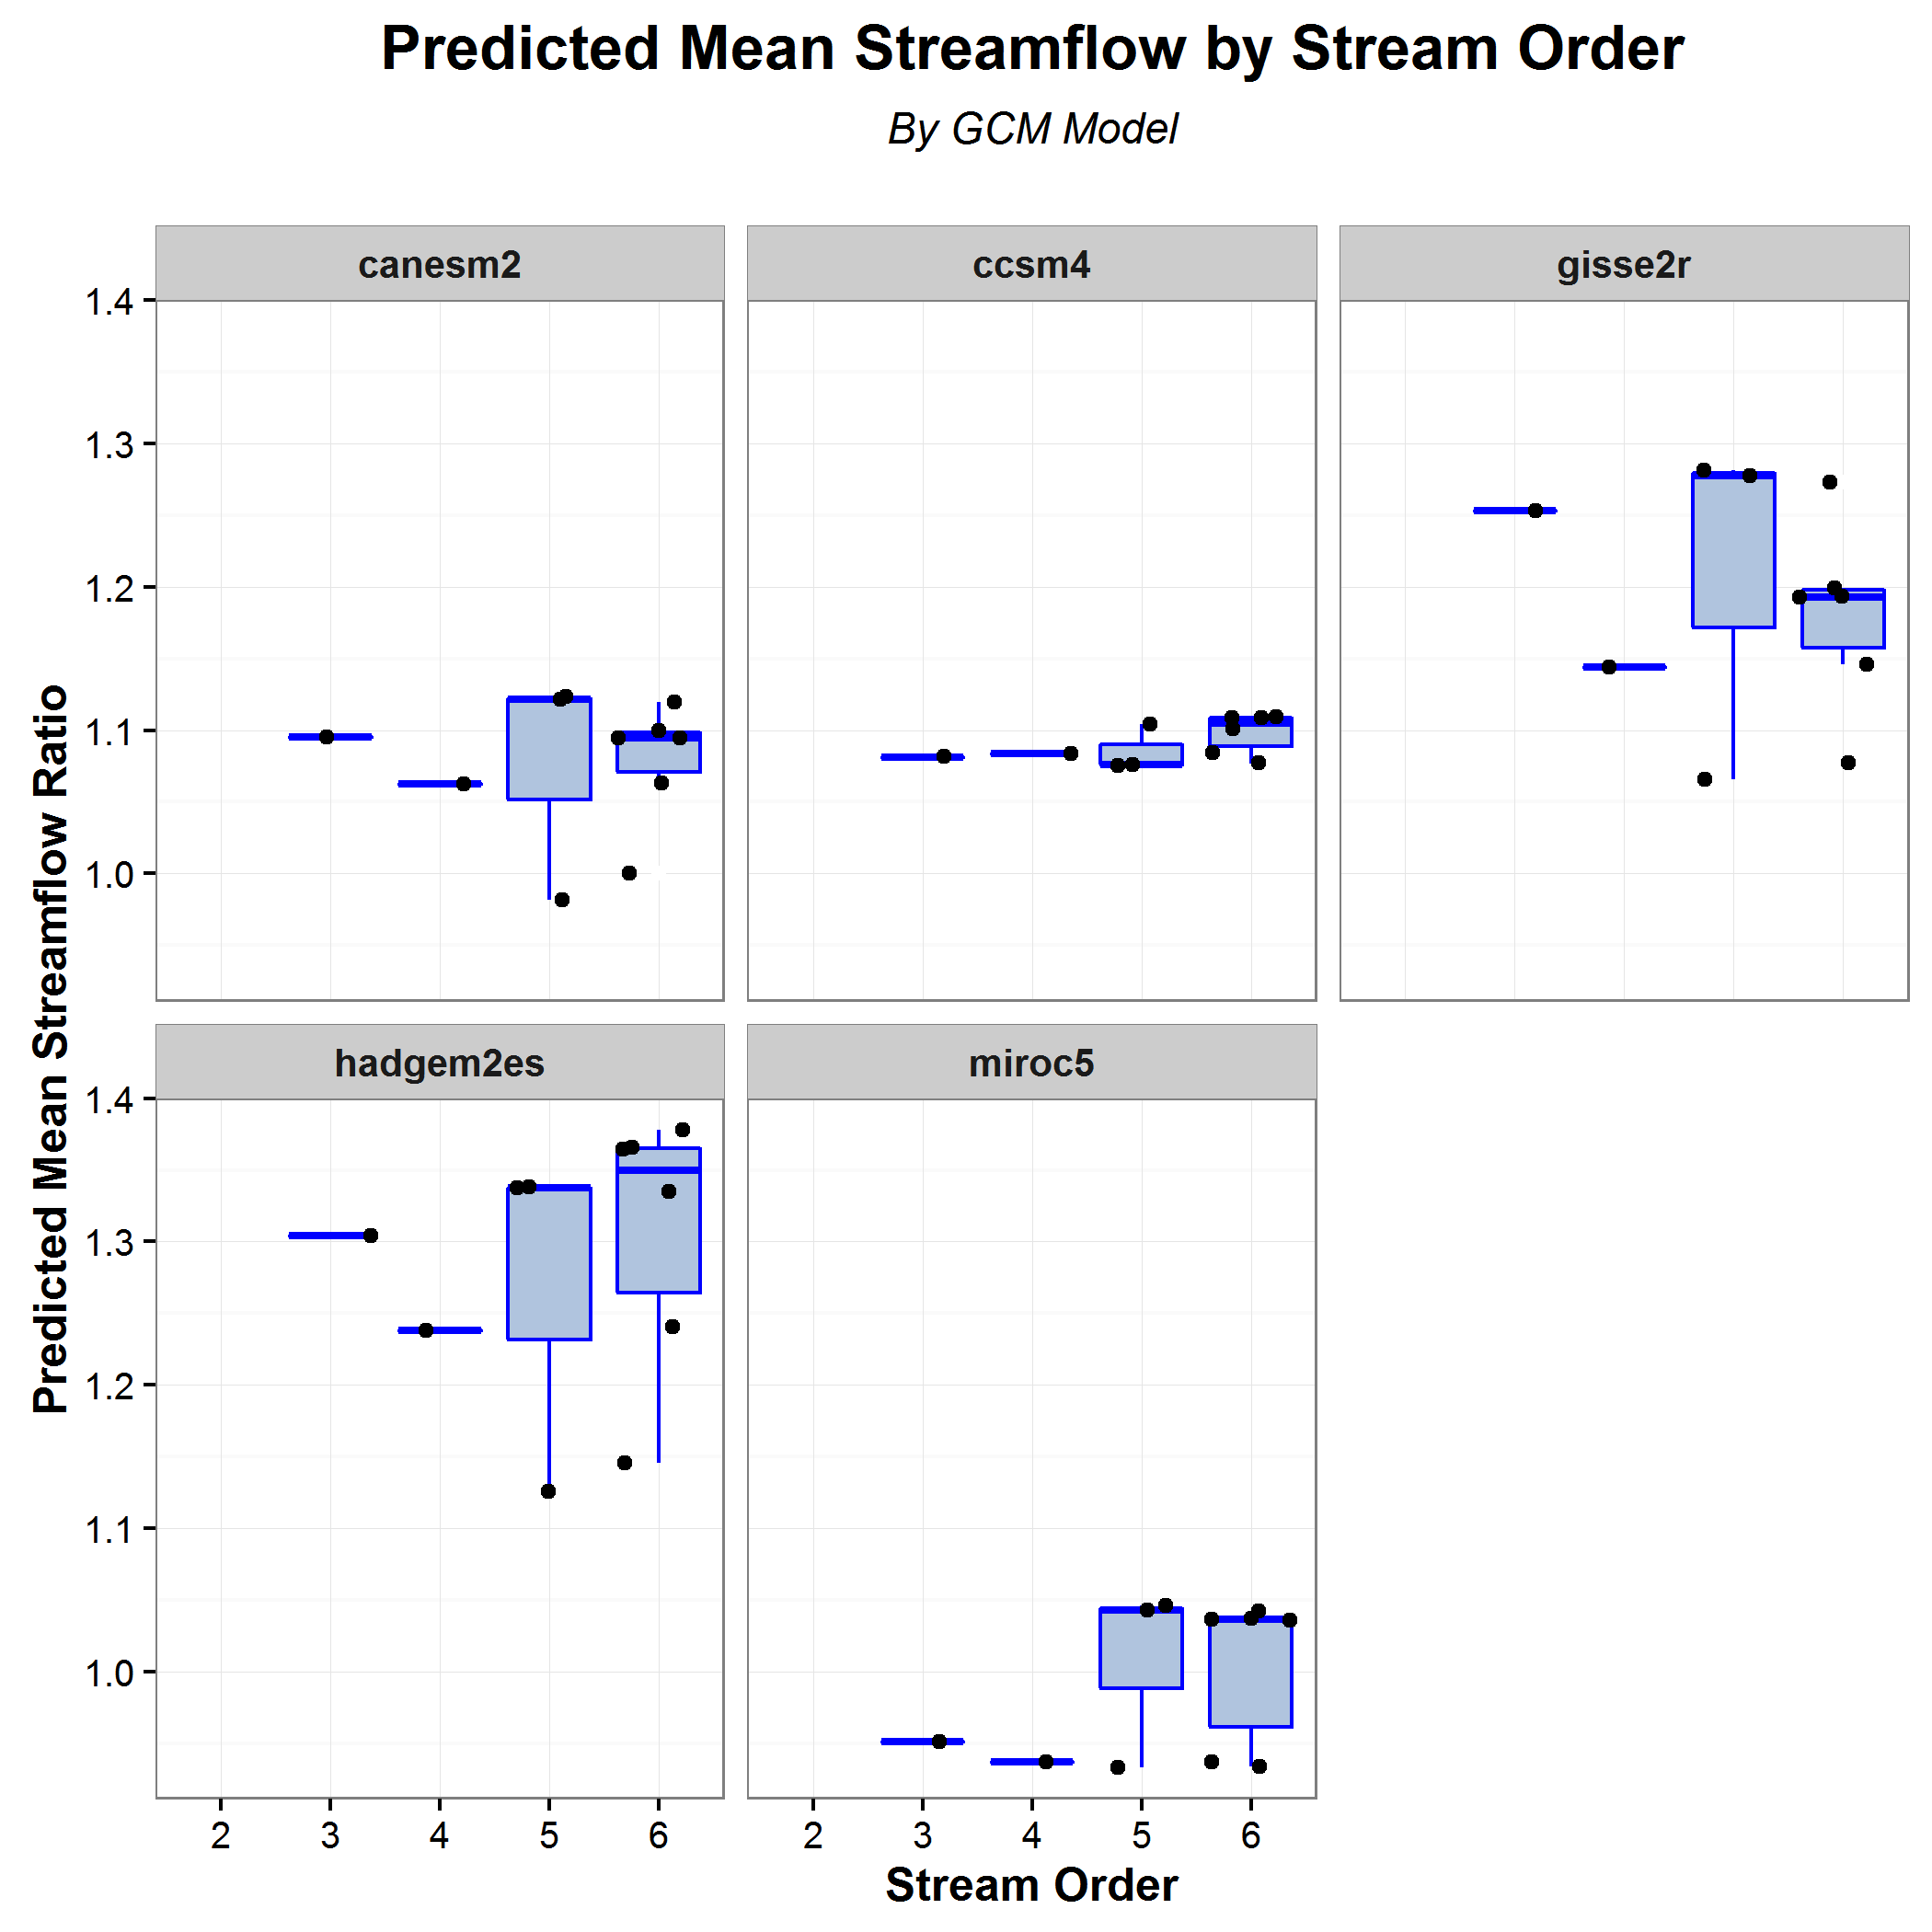 Predicted Mean Streamflow by Stream Order
By GCM Model
canesm2
ccsm4
gisse2r
1.4
1.3
1.2
1.1
1.0
Predicted Mean Streamflow Ratio
hadgem2es
miroc5
1.4
1.3
1.2
1.1
1.0
2 3 4 5 6
2 3 4 5 6
Stream Order